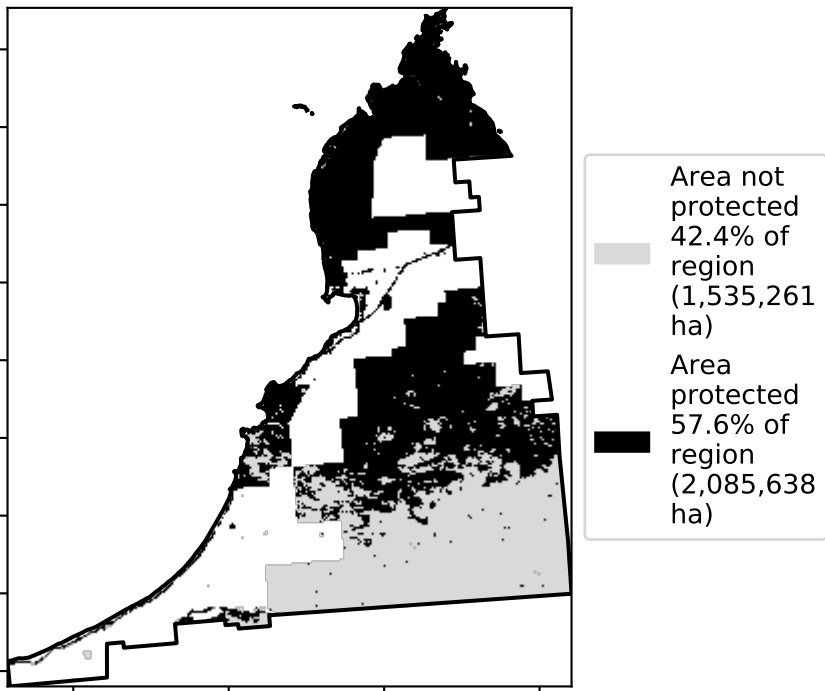 Area not
protected
42.4% of
region
(1,535,261
ha)
Area
protected
57.6% of
region
(2,085,638
ha)